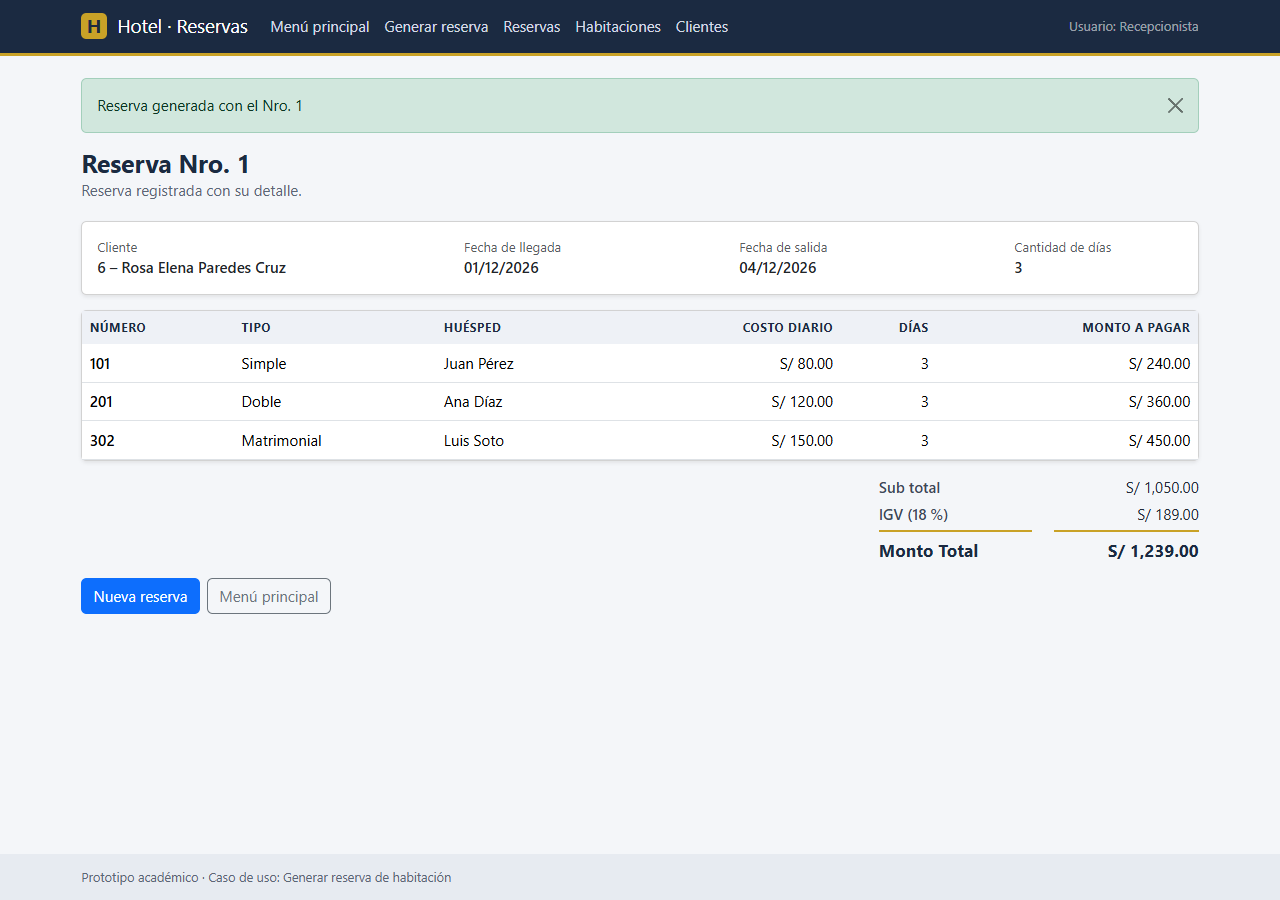 H Hotel · Reservas Menú principal Generar reserva Reservas Habitaciones Clientes Usuario: Recepcionista
Reserva generada con el Nro. 1
Reserva Nro. 1
Reserva registrada con su detalle.
Cliente Fecha de llegada Fecha de salida Cantidad de días
6 – Rosa Elena Paredes Cruz 01/12/2026 04/12/2026 3
NÚMERO TIPO HUÉSPED COSTO DIARIO DÍAS MONTO A PAGAR
101 Simple Juan Pérez S/ 80.00 3 S/ 240.00
201 Doble Ana Díaz S/ 120.00 3 S/ 360.00
302 Matrimonial Luis Soto S/ 150.00 3 S/ 450.00
Sub total S/ 1,050.00
IGV (18 %) S/ 189.00
Monto Total S/ 1,239.00
Nueva reserva Menú principal
Prototipo académico · Caso de uso: Generar reserva de habitación